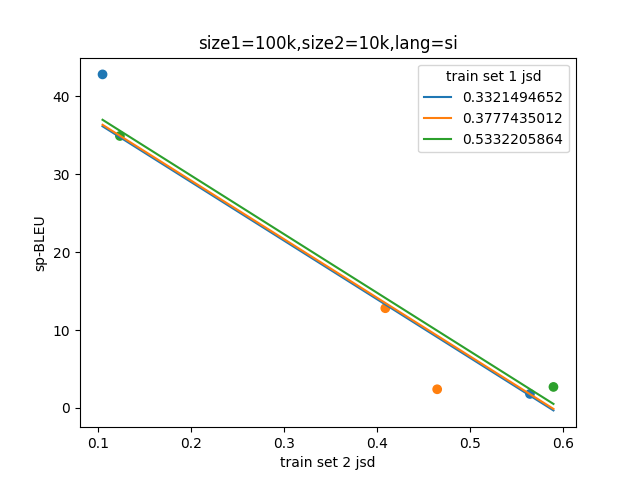 size1=100k,size2=10k,lang=si
train set 1 jsd
0.3321494652
0.3777435012
0.5332205864
sp-BLEU
40
30
20
10
0
0.1 0.2 0.3 0.4 0.5 0.6
train set 2 jsd